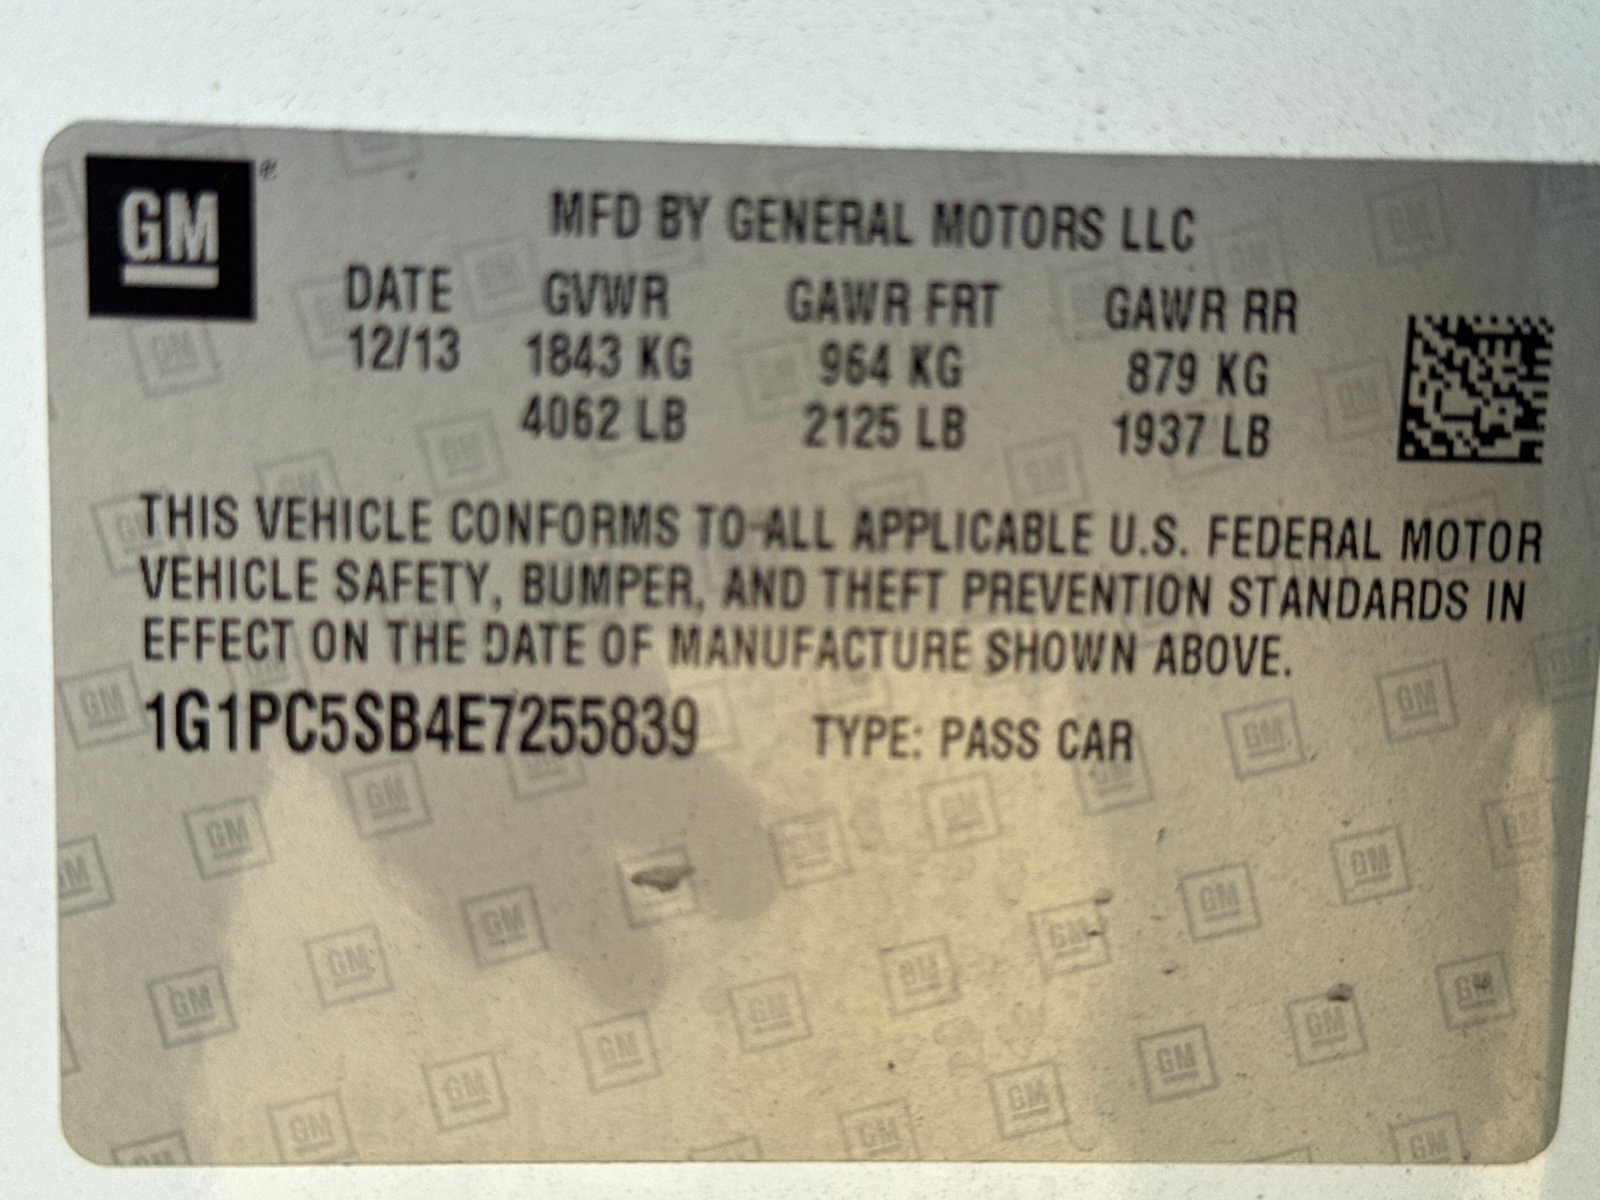 GM
MFD BY GENERAL MOTORS LLC
DATE GVWR GAWR FRT GAWR RR
12/13 1843 KG 964 KG 879 KG
4062 LB 2125 LB 1937 LB
THIS VEHICLE CONFORMS TO ALL APPLICABLE U.S. FEDERAL MOTOR
VEHICLE SAFETY, BUMPER, AND THEFT PREVENTION STANDARDS IN
EFFECT ON THE DATE OF MANUFACTURE SHOWN ABOVE.
1G1PC5SB4E7255839 TYPE: PASS CAR